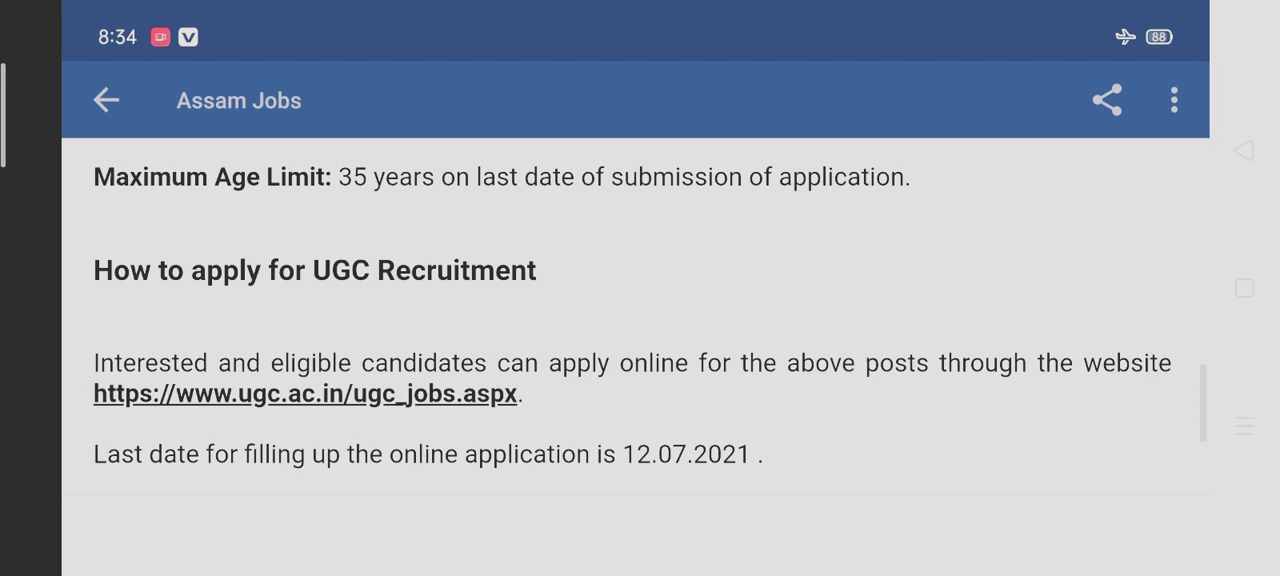 8:34
88
Assam Jobs
Maximum Age Limit: 35 years on last date of submission of application.
How to apply for UGC Recruitment
Interested and eligible candidates can apply online for the above posts through the website
https://www.ugc.ac.in/ugc_jobs.aspx.
Last date for filling up the online application is 12.07.2021 .